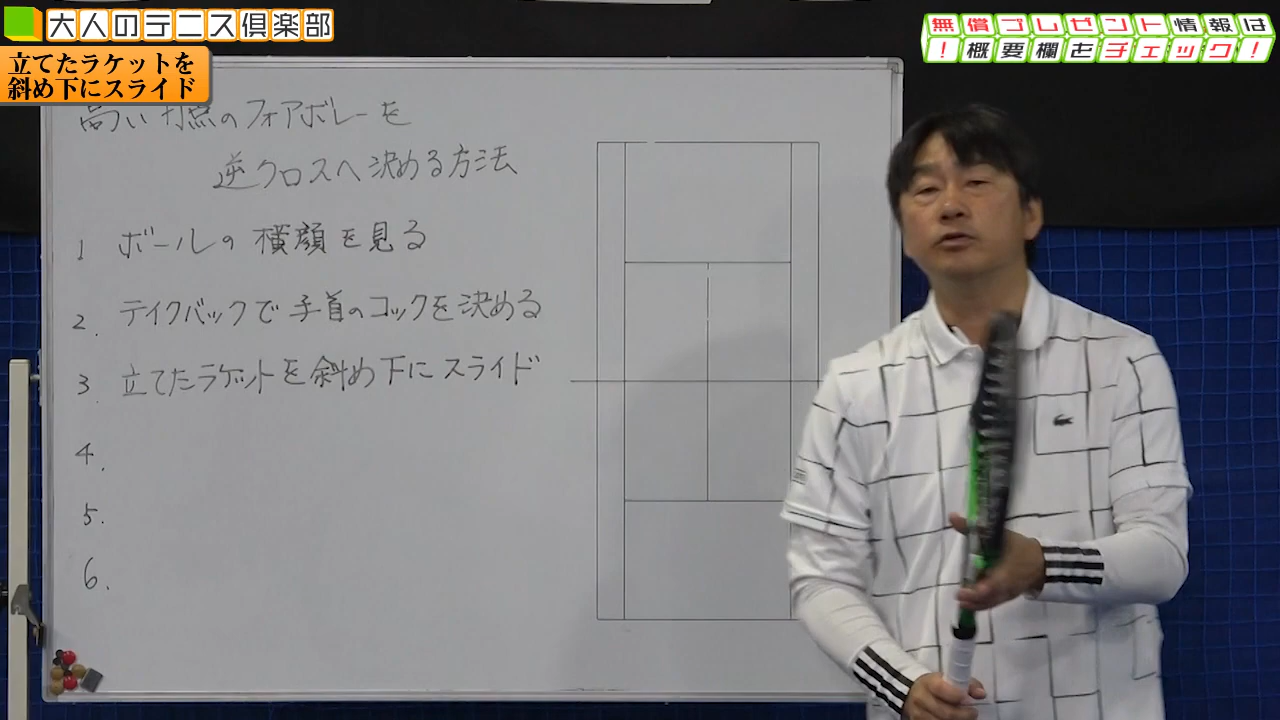 大人のテニス倶楽部
無償プレゼント情報は
！概要欄をチェック！
立てたラケットを
斜め下にスライド
高い打点のフォアボレーを
逆クロスへ決める方法
1 ボールの横顔を見る
2. テイクバックで手首のコックを決める
3. 立てたラケットを斜め下にスライド
4.
5.
6.